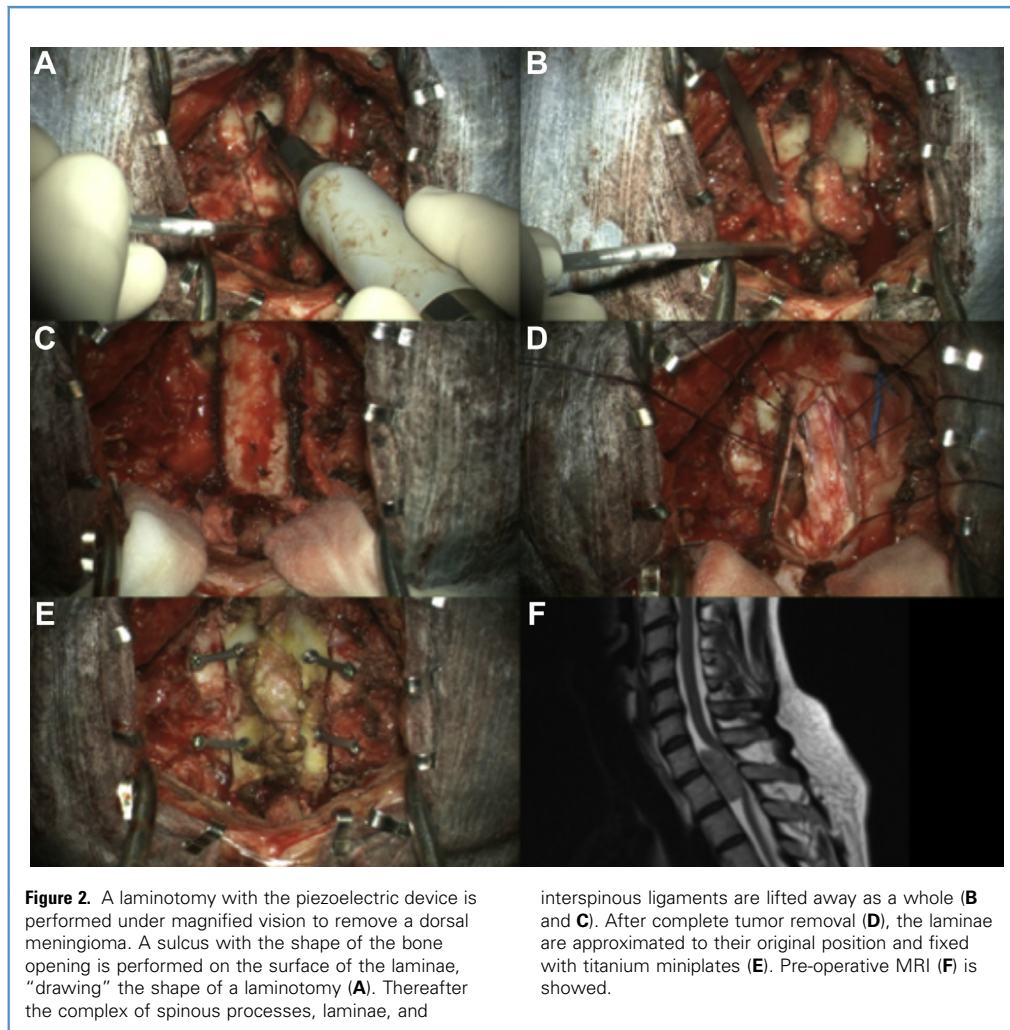 A
B
C
D
E
F
Figure 2. A laminotomy with the piezoelectric device is
performed under magnified vision to remove a dorsal
meningioma. A sulcus with the shape of the bone
opening is performed on the surface of the laminae,
“drawing” the shape of a laminotomy (A). Thereafter
the complex of spinous processes, laminae, and
interspinous ligaments are lifted away as a whole (B
and C). After complete tumor removal (D), the laminae
are approximated to their original position and fixed
with titanium miniplates (E). Pre-operative MRI (F) is
showed.